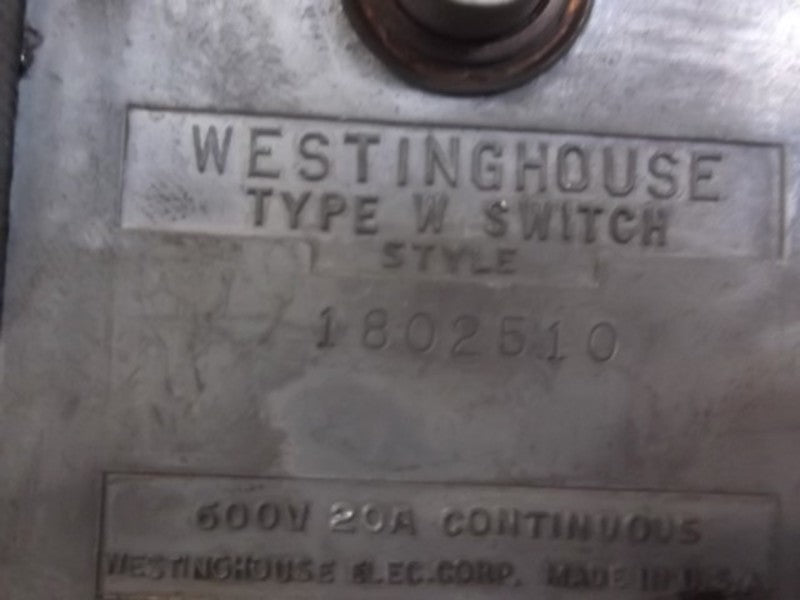 WESTINGHOUSE
TYPE W SWITCH
STYLE
1802510
600V 20A CONTINUOUS
WESTINGHOUSE ELEC. CORP. MADE IN U.S.A